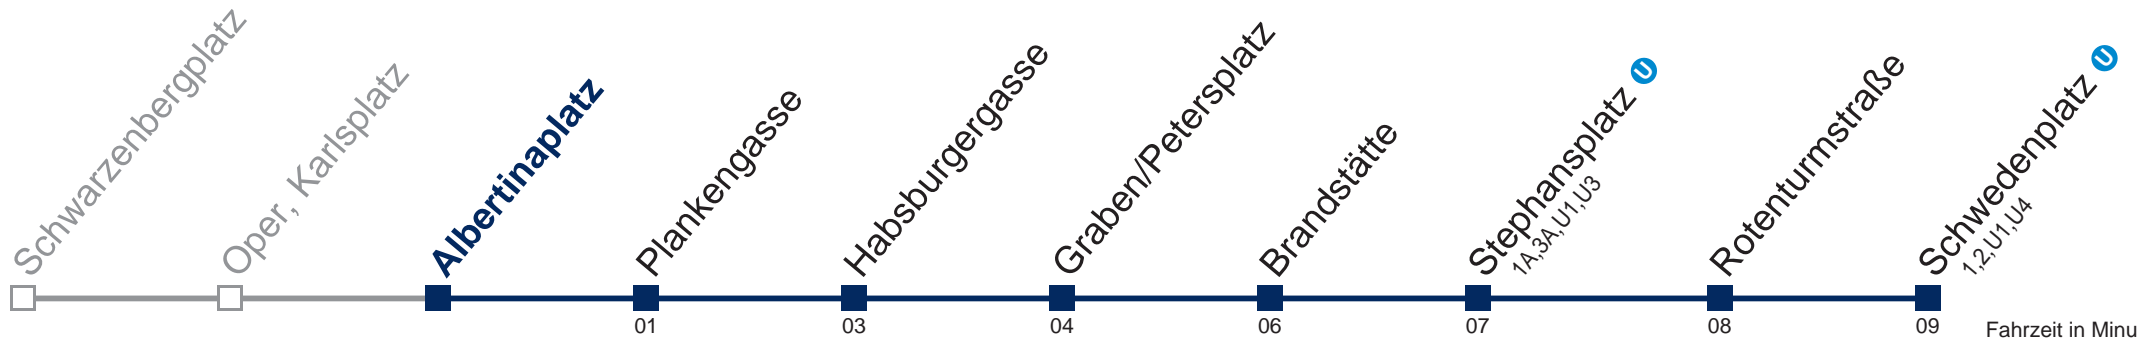 Schwarzenbergplatz
Oper, Karlsplatz
Albertinaplatz
Plankengasse
Habsburgergasse
Graben/Petersplatz
Brandstätte
Stephansplatz U
1A,3A,U1,U3
Rotenturmstraße
Schwedenplatz U
1,2,U1,U4
01
03
04
06
07
08
09
Fahrzeit in Minu